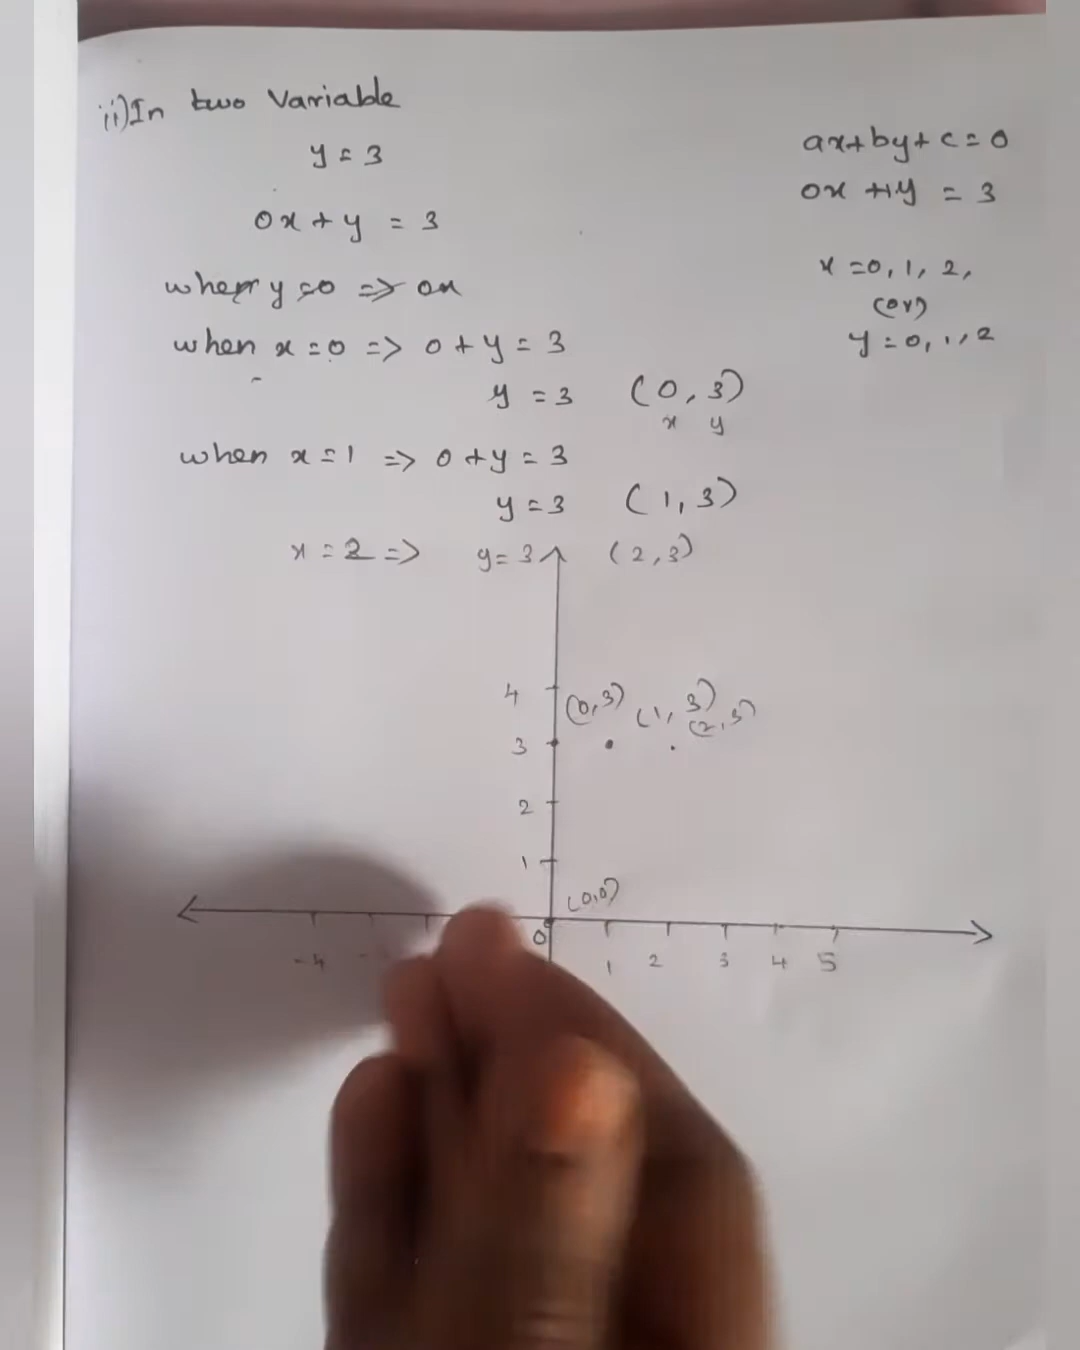 ii) In two Variable
y = 3
0x + y = 3
when y = 0 => 0x
when x = 0 => 0 + y = 3
y = 3 (0, 3)
x y
when x = 1 => 0 + y = 3
y = 3 (1, 3)
x = 2 => y = 3 (2, 3)
ax + by + c = 0
0x + 1y = 3
x = 0, 1, 2,
(or)
y = 0, 1, 2
4 (0,3) (1, 3)
(2,3)
3
2
1
(0,0)
0
-4 1 2 3 4 5